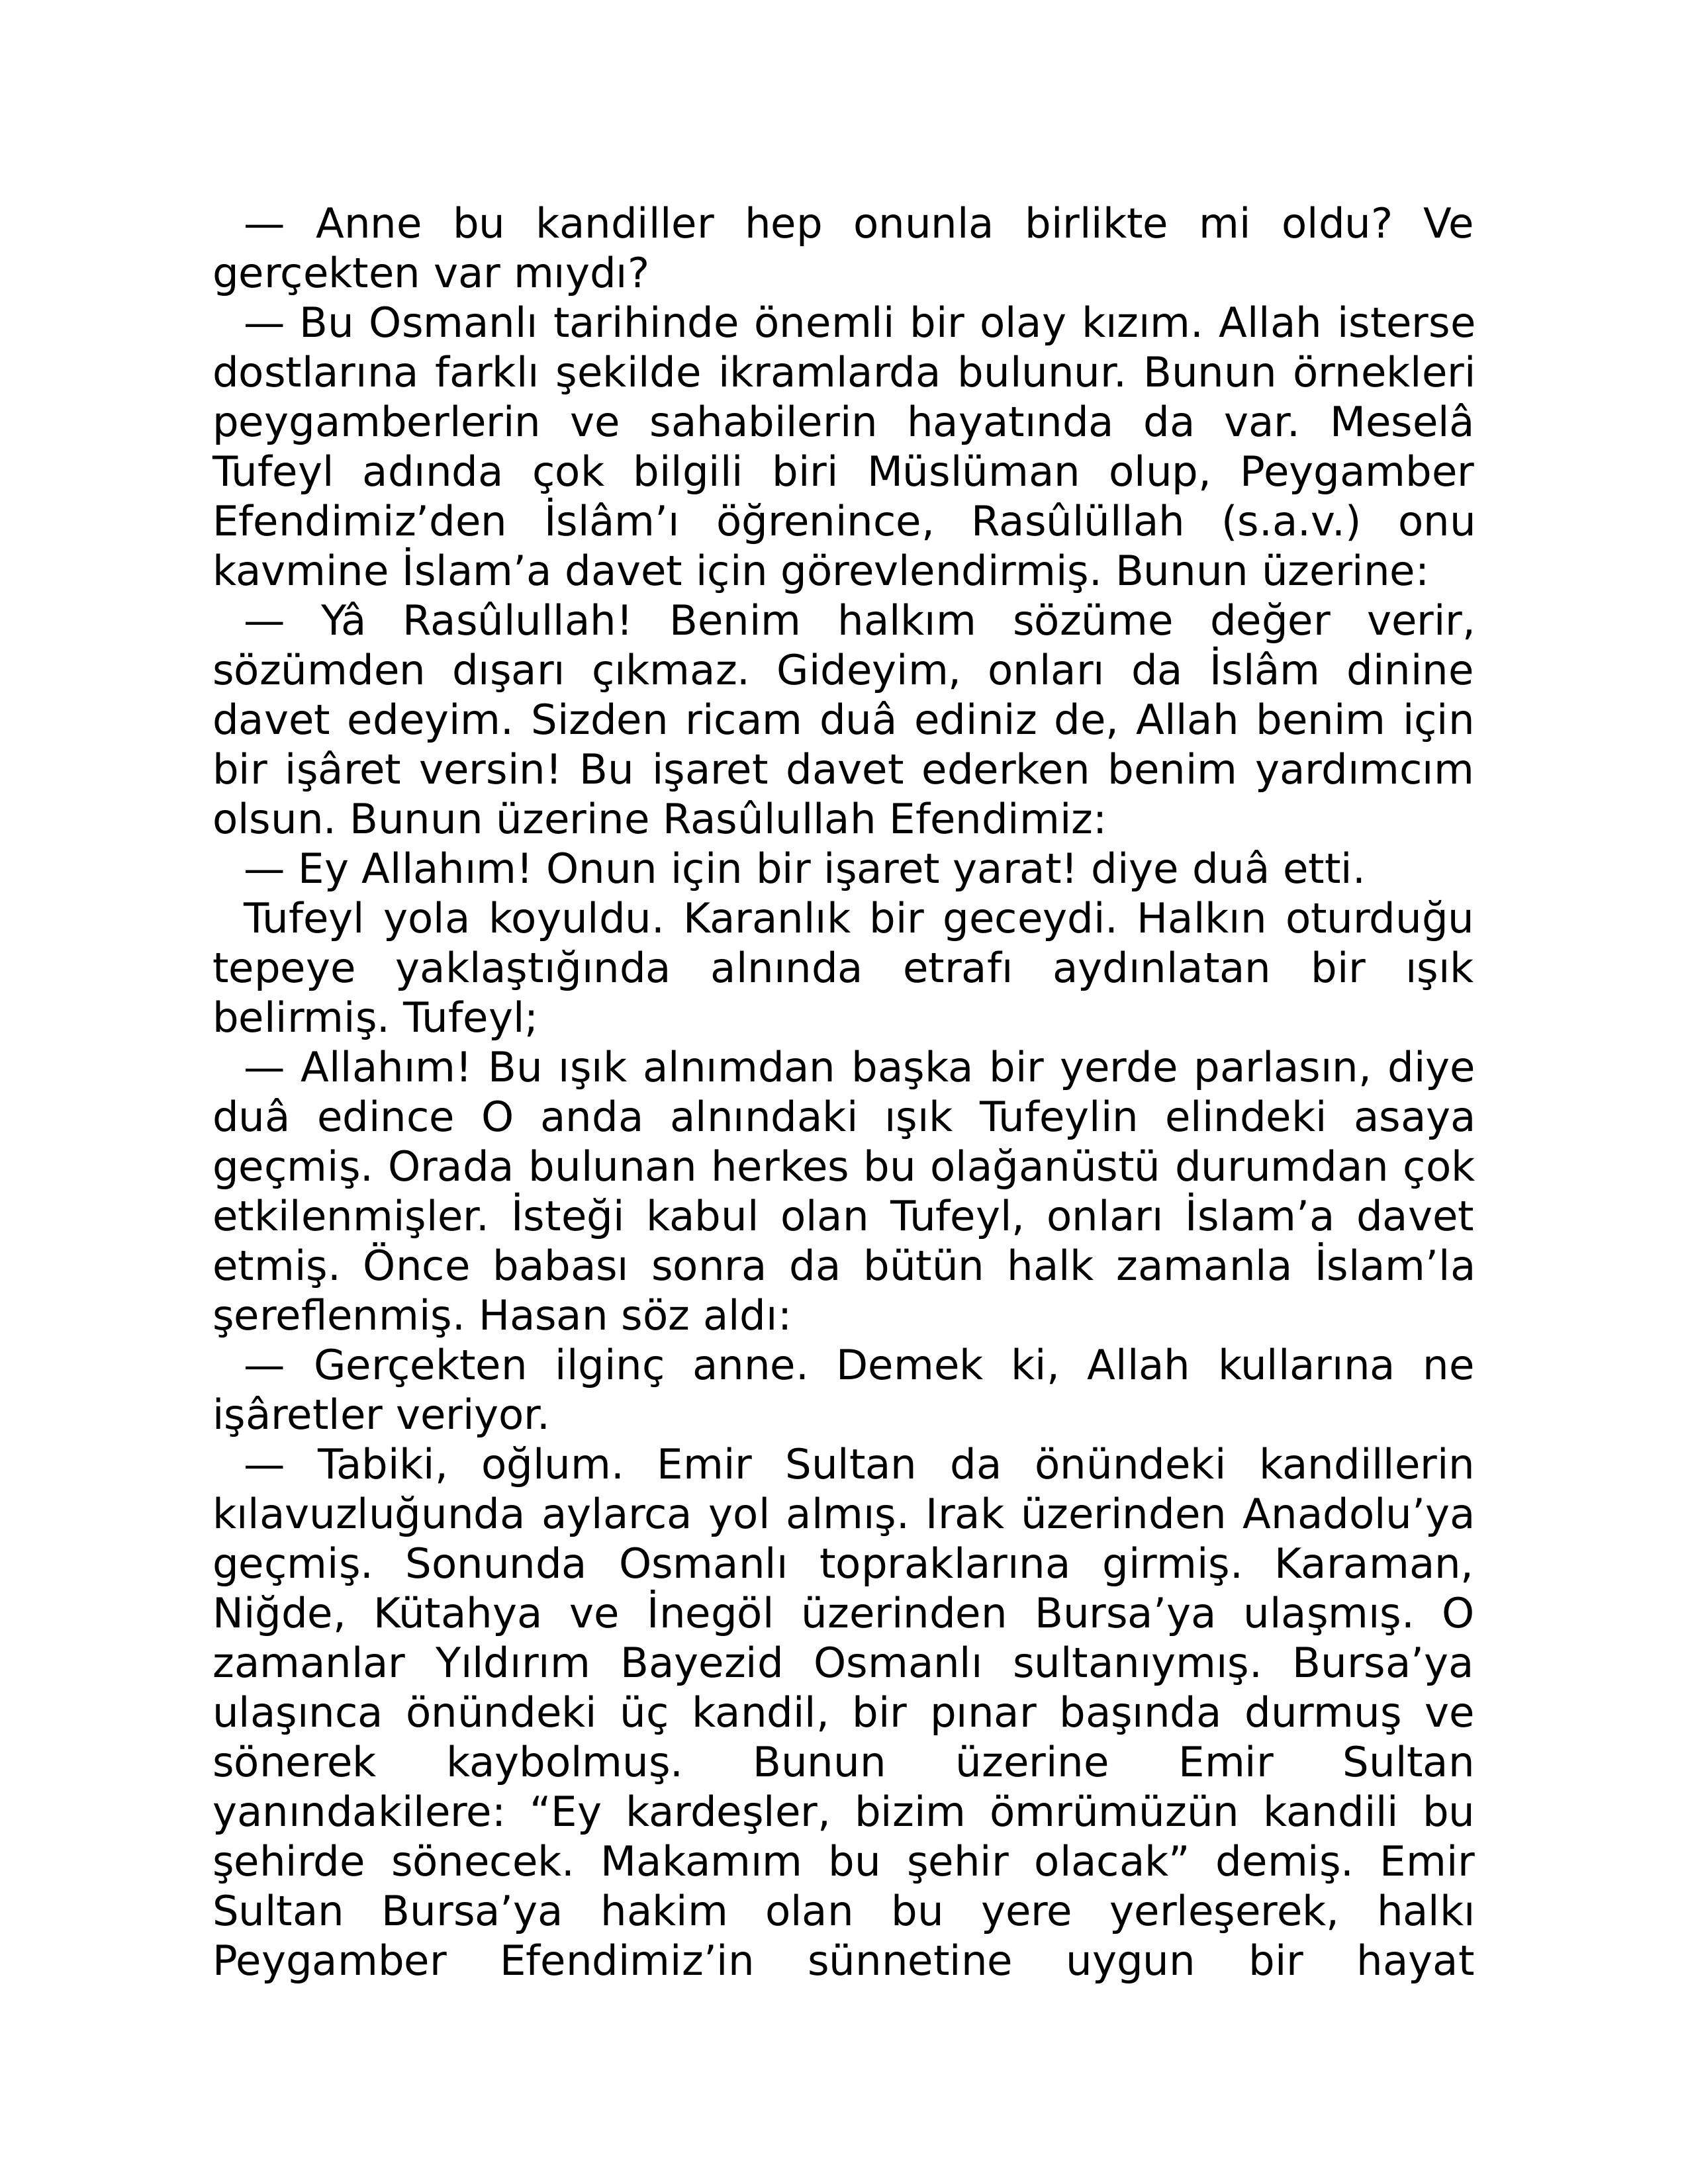 — Anne bu kandiller hep onunla birlikte mi oldu? Ve
gerçekten var mıydı?
— Bu Osmanlı tarihinde önemli bir olay kızım. Allah isterse
dostlarına farklı şekilde ikramlarda bulunur. Bunun örnekleri
peygamberlerin ve sahabilerin hayatında da var. Meselâ
Tufeyl adında çok bilgili biri Müslüman olup, Peygamber
Efendimiz’den İslâm’ı öğrenince, Rasûlüllah (s.a.v.) onu
kavmine İslam’a davet için görevlendirmiş. Bunun üzerine:
— Yâ Rasûlullah! Benim halkım sözüme değer verir,
sözümden dışarı çıkmaz. Gideyim, onları da İslâm dinine
davet edeyim. Sizden ricam duâ ediniz de, Allah benim için
bir işâret versin! Bu işaret davet ederken benim yardımcım
olsun. Bunun üzerine Rasûlullah Efendimiz:
— Ey Allahım! Onun için bir işaret yarat! diye duâ etti.
Tufeyl yola koyuldu. Karanlık bir geceydi. Halkın oturduğu
tepeye yaklaştığında alnında etrafı aydınlatan bir ışık
belirmiş. Tufeyl;
— Allahım! Bu ışık alnımdan başka bir yerde parlasın, diye
duâ edince O anda alnındaki ışık Tufeylin elindeki asaya
geçmiş. Orada bulunan herkes bu olağanüstü durumdan çok
etkilenmişler. İsteği kabul olan Tufeyl, onları İslam’a davet
etmiş. Önce babası sonra da bütün halk zamanla İslam’la
şereflenmiş. Hasan söz aldı:
— Gerçekten ilginç anne. Demek ki, Allah kullarına ne
işâretler veriyor.
— Tabiki, oğlum. Emir Sultan da önündeki kandillerin
kılavuzluğunda aylarca yol almış. Irak üzerinden Anadolu’ya
geçmiş. Sonunda Osmanlı topraklarına girmiş. Karaman,
Niğde, Kütahya ve İnegöl üzerinden Bursa’ya ulaşmış. O
zamanlar Yıldırım Bayezid Osmanlı sultanıymış. Bursa’ya
ulaşınca önündeki üç kandil, bir pınar başında durmuş ve
sönerek kaybolmuş. Bunun üzerine Emir Sultan
yanındakilere: “Ey kardeşler, bizim ömrümüzün kandili bu
şehirde sönecek. Makamım bu şehir olacak” demiş. Emir
Sultan Bursa’ya hakim olan bu yere yerleşerek, halkı
Peygamber Efendimiz’in sünnetine uygun bir hayat